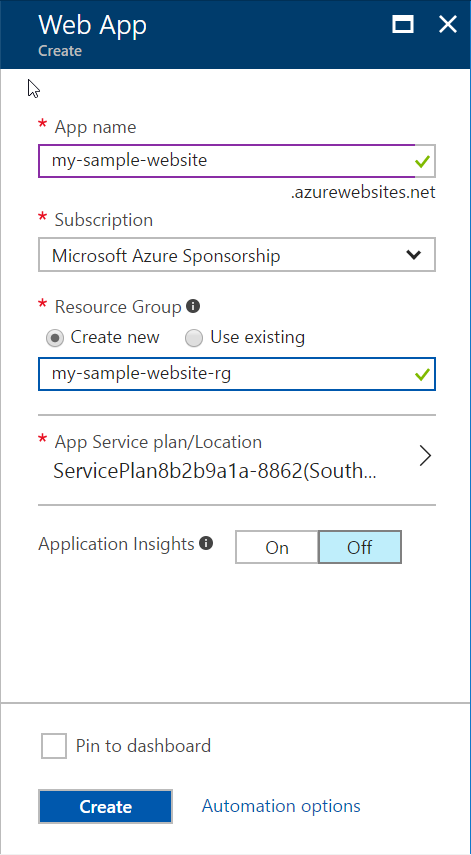 Web App
Create
* App name
my-sample-website
.azurewebsites.net
* Subscription
Microsoft Azure Sponsorship
* Resource Group
Create new Use existing
my-sample-website-rg
* App Service plan/Location
ServicePlan8b2b9a1a-8862(South...
Application Insights On Off
Pin to dashboard
Create Automation options